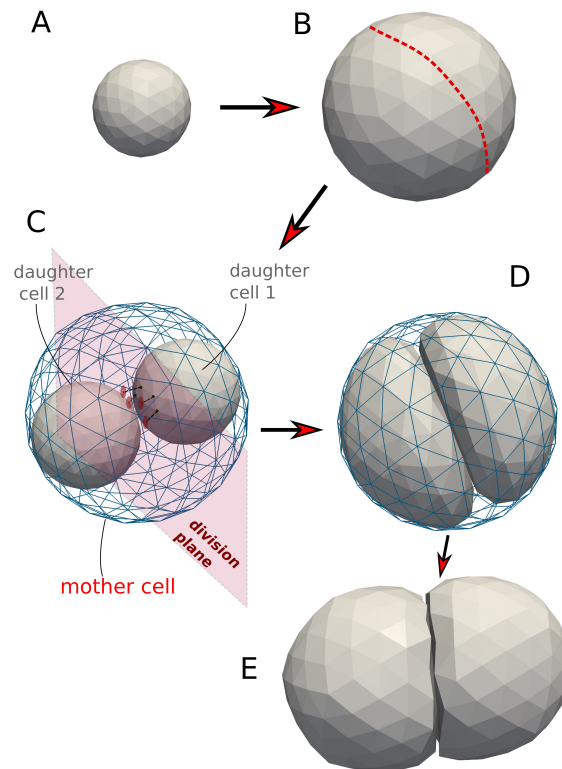 A
B
C
daughter
cell 2
daughter
cell 1
D
division
plane
mother cell
E